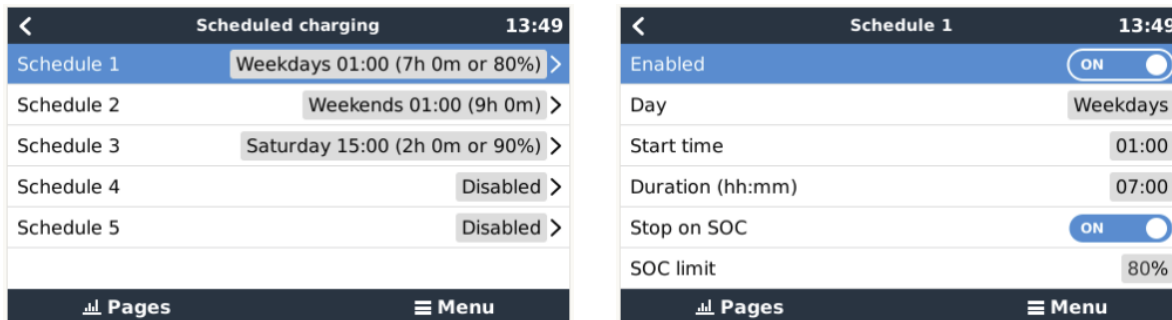 Scheduled charging 13:49
Schedule 1 Weekdays 01:00 (7h 0m or 80%)
Schedule 2 Weekends 01:00 (9h 0m)
Schedule 3 Saturday 15:00 (2h 0m or 90%)
Schedule 4 Disabled
Schedule 5 Disabled
Pages Menu
Schedule 1 13:49
Enabled ON
Day Weekdays
Start time 01:00
Duration (hh:mm) 07:00
Stop on SOC ON
SOC limit 80%
Pages Menu